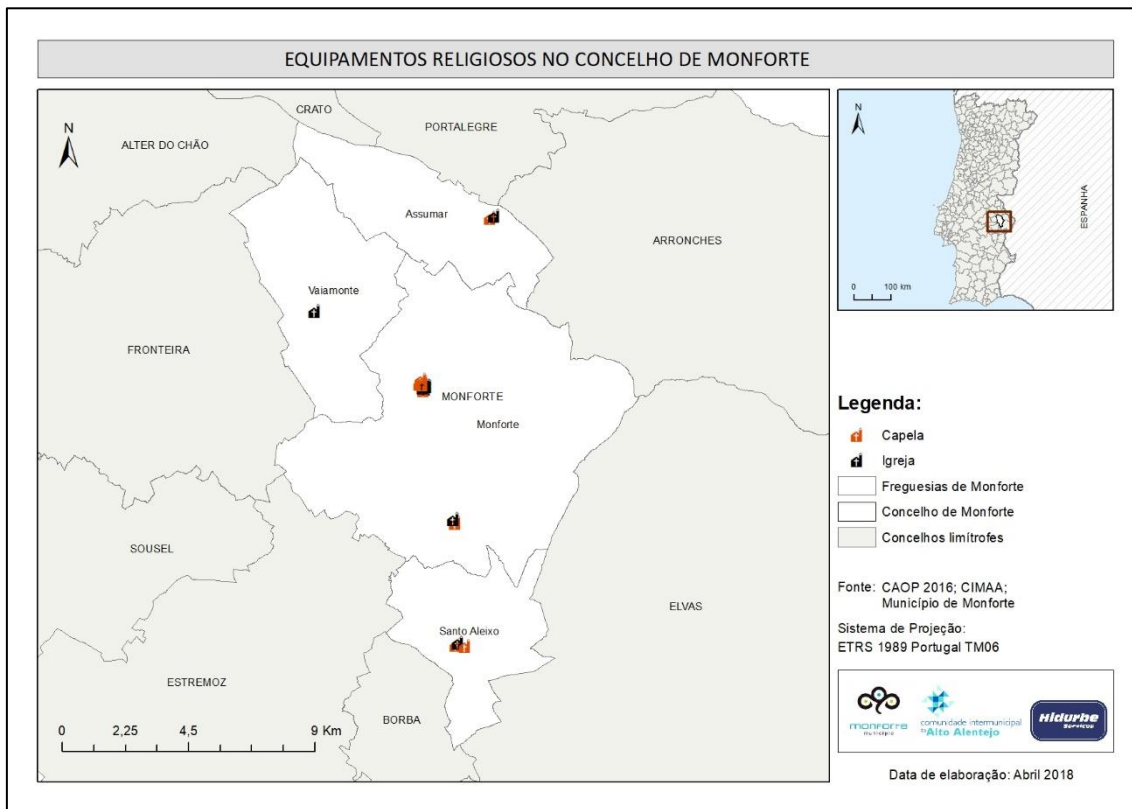 EQUIPAMENTOS RELIGIOSOS NO CONCELHO DE MONFORTE
N
CRATO
PORTALEGRE
ALTER DO CHÃO
Assumar
ARRONCHES
Vaiamonte
FRONTEIRA
MONFORTE
Monforte
SOUSEL
ELVAS
Santo Aleixo
ESTREMOZ
BORBA
0 2,25 4,5 9 Km
N
ESPANHA
0 100 km
Legenda:
Capela
Igreja
Freguesias de Monforte
Concelho de Monforte
Concelhos limítrofes
Fonte: CAOP 2016; CIMAA;
Município de Monforte
Sistema de Projeção:
ETRS 1989 Portugal TM06
monforte
município
comunidade intermunicipal
do Alto Alentejo
Hidurbe
Serviços
Data de elaboração: Abril 2018